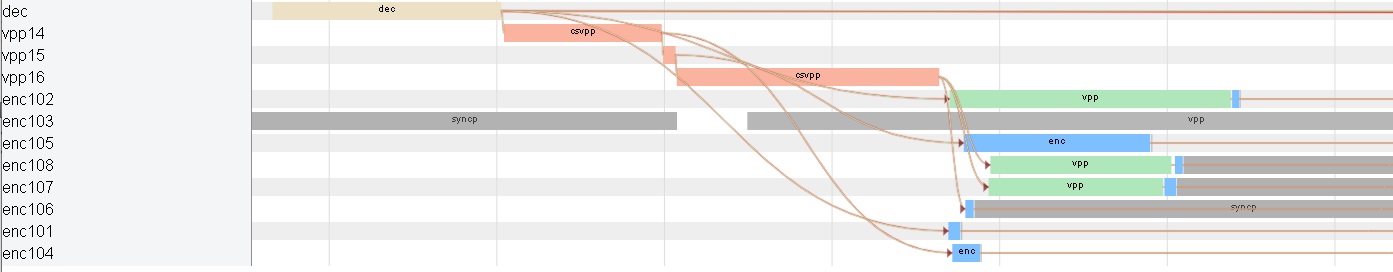 dec dec
vpp14 csvpp
vpp15
vpp16 csvpp
enc102 vpp
enc103 syncp vpp
enc105 enc
enc108 vpp
enc107 vpp
enc106 syncp
enc101
enc104 enc